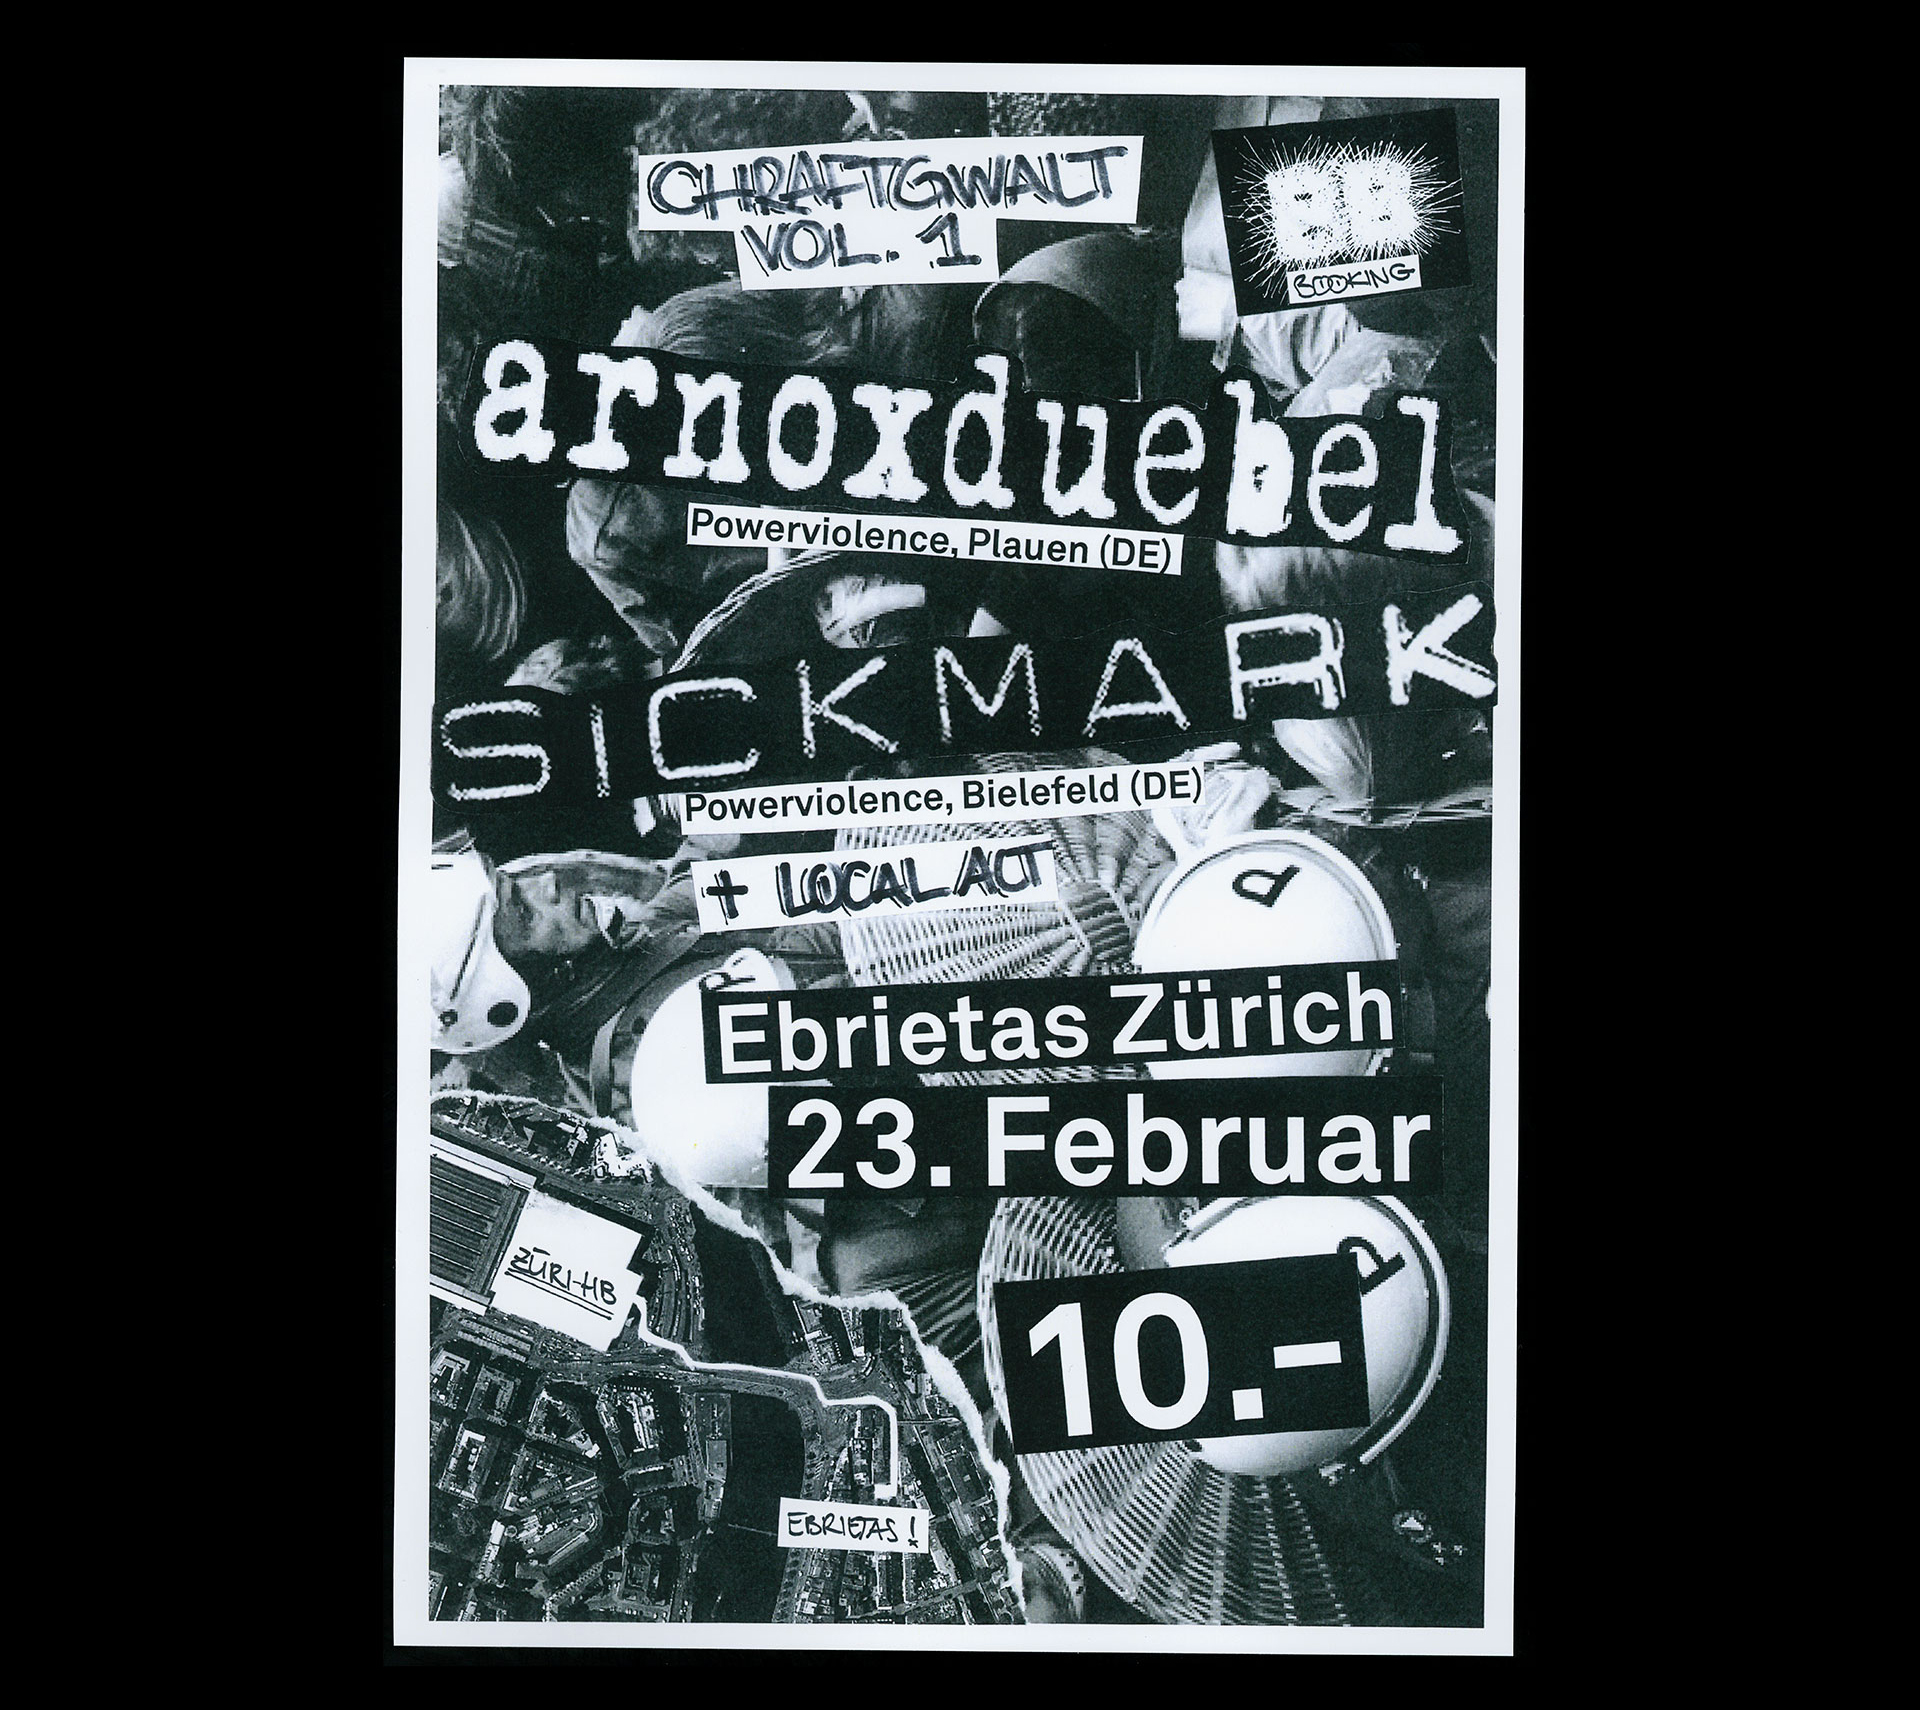 CHRAFTGWALT
VOL. 1
BOOKING
arnoxduebel
Powerviolence, Plauen (DE)
SICKMARK
Powerviolence, Bielefeld (DE)
+ LOCAL ACT
P
Ebrietas Zürich
23. Februar
P
10.-
ZÜRI-HB
EBRIETAS!